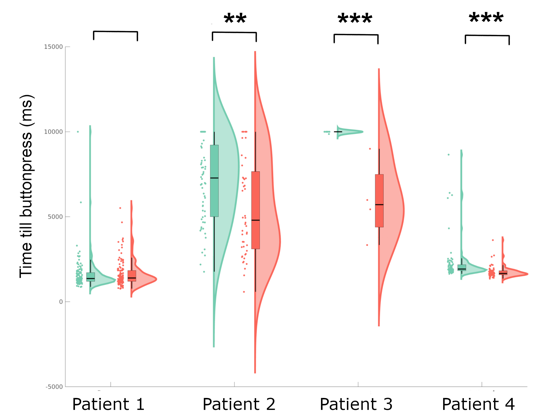 ** *** ***
15000
10000
5000
0
-5000
Time till buttonpress (ms)
Patient 1 Patient 2 Patient 3 Patient 4